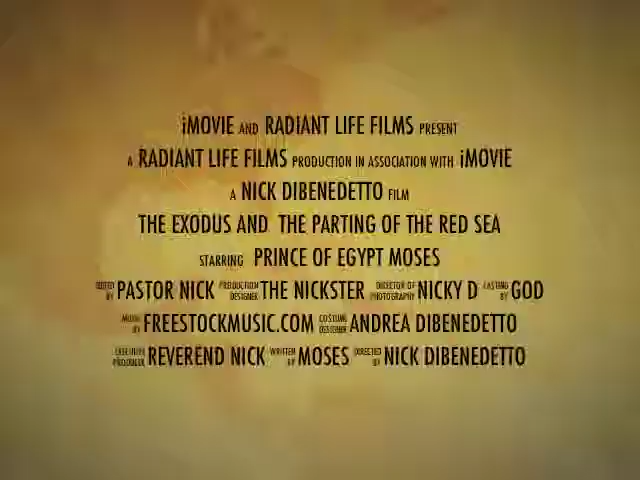 iMOVIE AND RADIANT LIFE FILMS PRESENT
A RADIANT LIFE FILMS PRODUCTION IN ASSOCIATION WITH iMOVIE
A NICK DIBENEDETTO FILM
THE EXODUS AND THE PARTING OF THE RED SEA
STARRING PRINCE OF EGYPT MOSES
EDITED BY PASTOR NICK PRODUCTION DESIGNER THE NICKSTER DIRECTOR OF PHOTOGRAPHY NICKY D CASTING BY GOD
MUSIC BY FREESTOCKMUSIC.COM COSTUME DESIGNER ANDREA DIBENEDETTO
EXECUTIVE PRODUCER REVEREND NICK WRITTEN BY MOSES DIRECTED BY NICK DIBENEDETTO